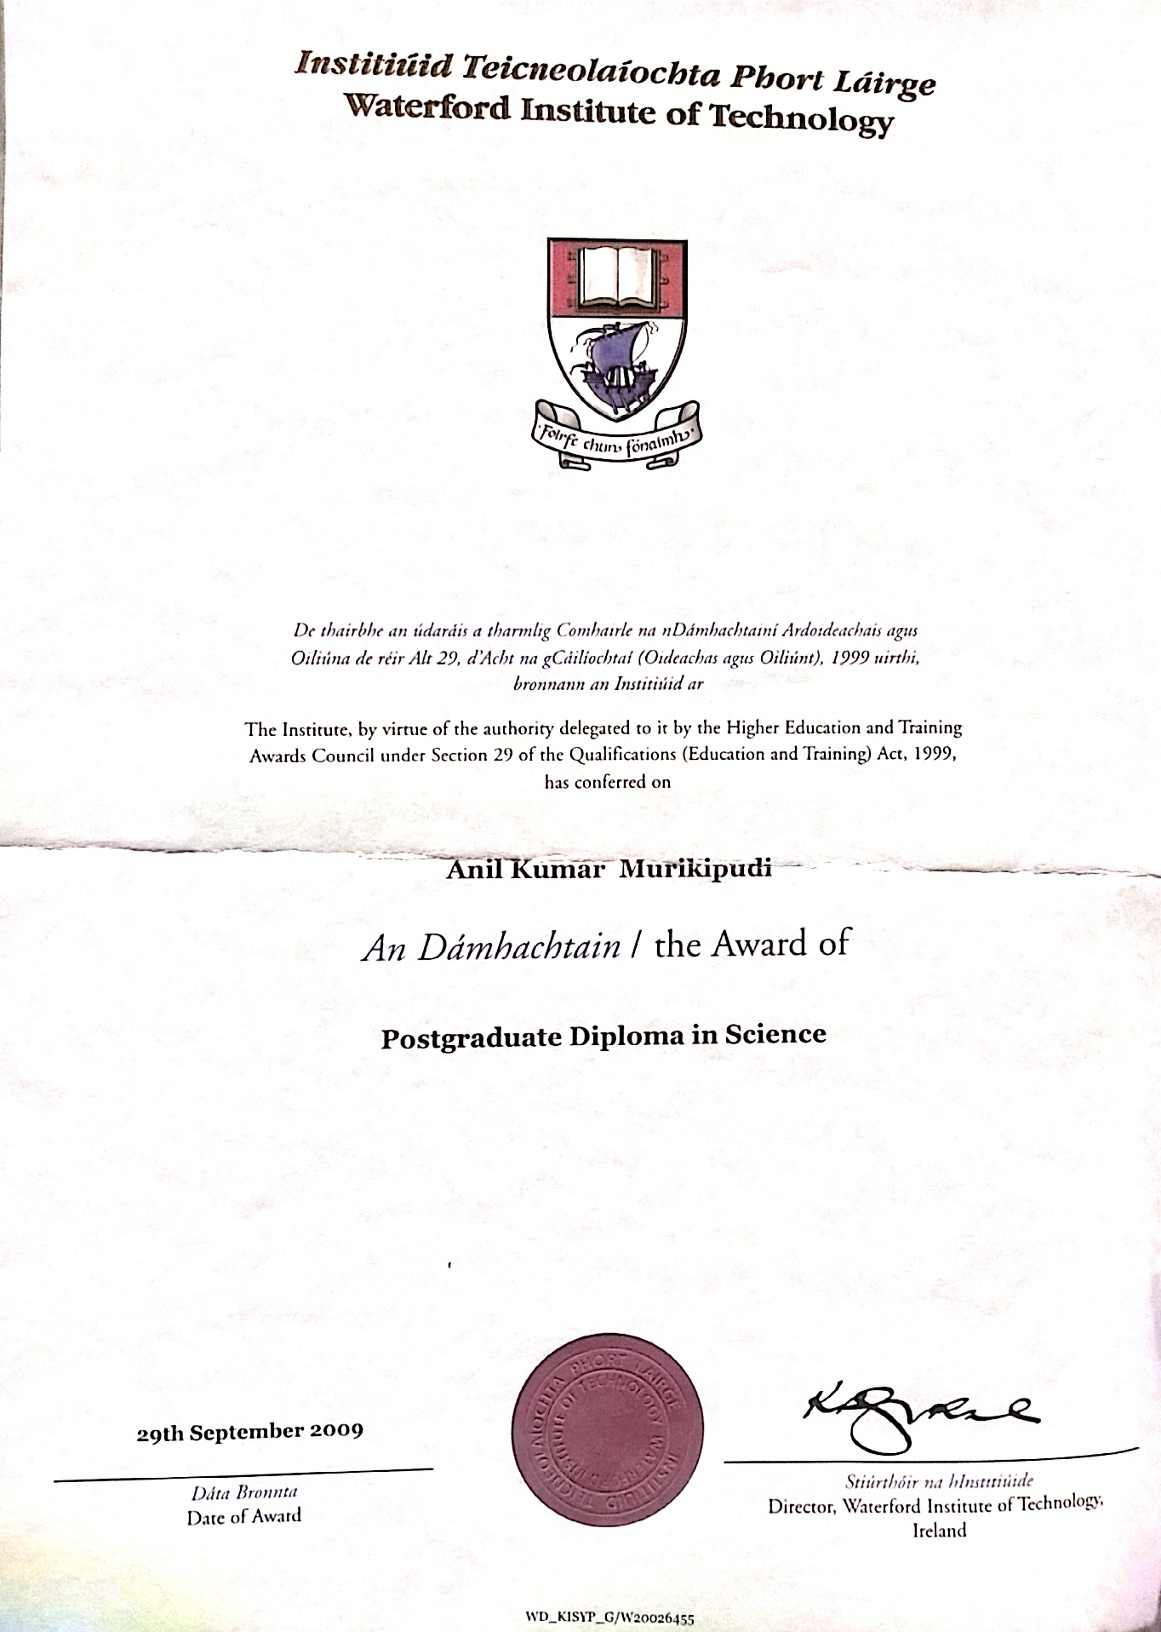 Institiúid Teicneolaíochta Phort Láirge
Waterford Institute of Technology
Foirfe chun fónaimh
De thairbhe an údaráis a tharmlig Comhairle na nDámhachtainí Ardoideachais agus
Oiliúna de réir Alt 29, d'Acht na gCáilíochtaí (Oideachas agus Oiliúnt), 1999 uirthi,
bronnann an Institiúid ar
The Institute, by virtue of the authority delegated to it by the Higher Education and Training
Awards Council under Section 29 of the Qualifications (Education and Training) Act, 1999,
has conferred on
Anil Kumar Murikipudi
An Dámhachtain / the Award of
Postgraduate Diploma in Science
INSTITIÚID TEICNEOLAÍOCHTA PHORT LÁIRGE
WATERFORD INSTITUTE OF TECHNOLOGY
29th September 2009
Dáta Bronnta
Date of Award
Stiúrthóir na hInstitiúide
Director, Waterford Institute of Technology,
Ireland
WD_KISYP_G/W20026455